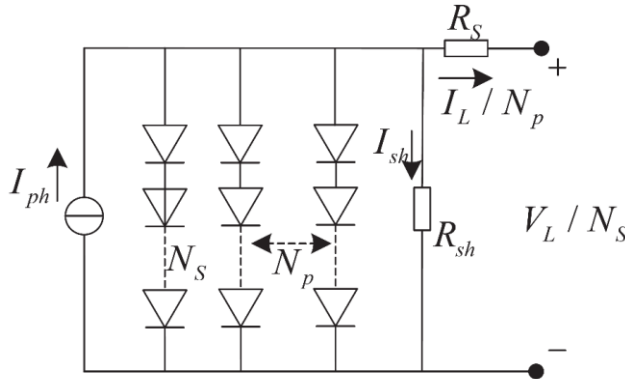 R_S
+
I_L / N_p
I_sh
I_ph
V_L / N_S
N_S
N_p
R_sh
−